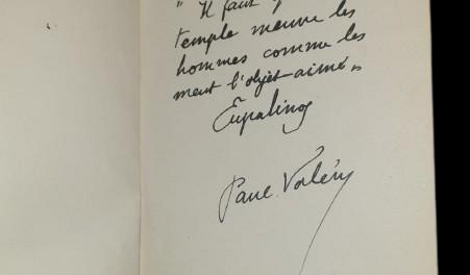 " Il faut
temple meuve les
hommes comme les
meut l'objet-aimé"
Eupalinos
Paul Valéry